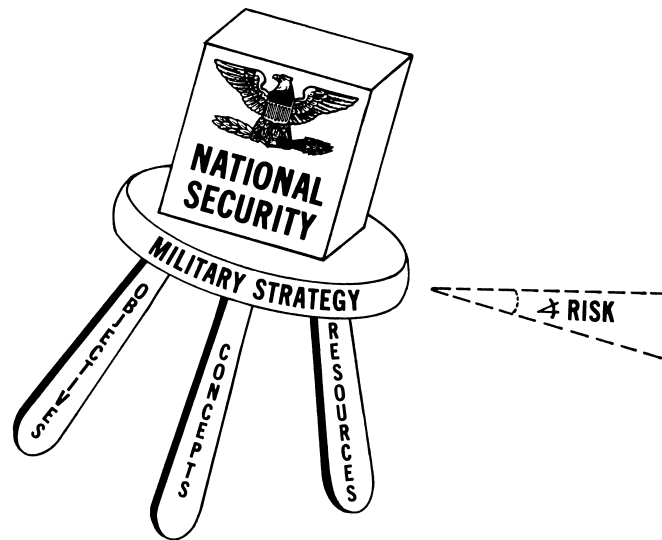 NATIONAL
SECURITY
MILITARY STRATEGY
OBJECTIVES
CONCEPTS
RESOURCES
∡ RISK